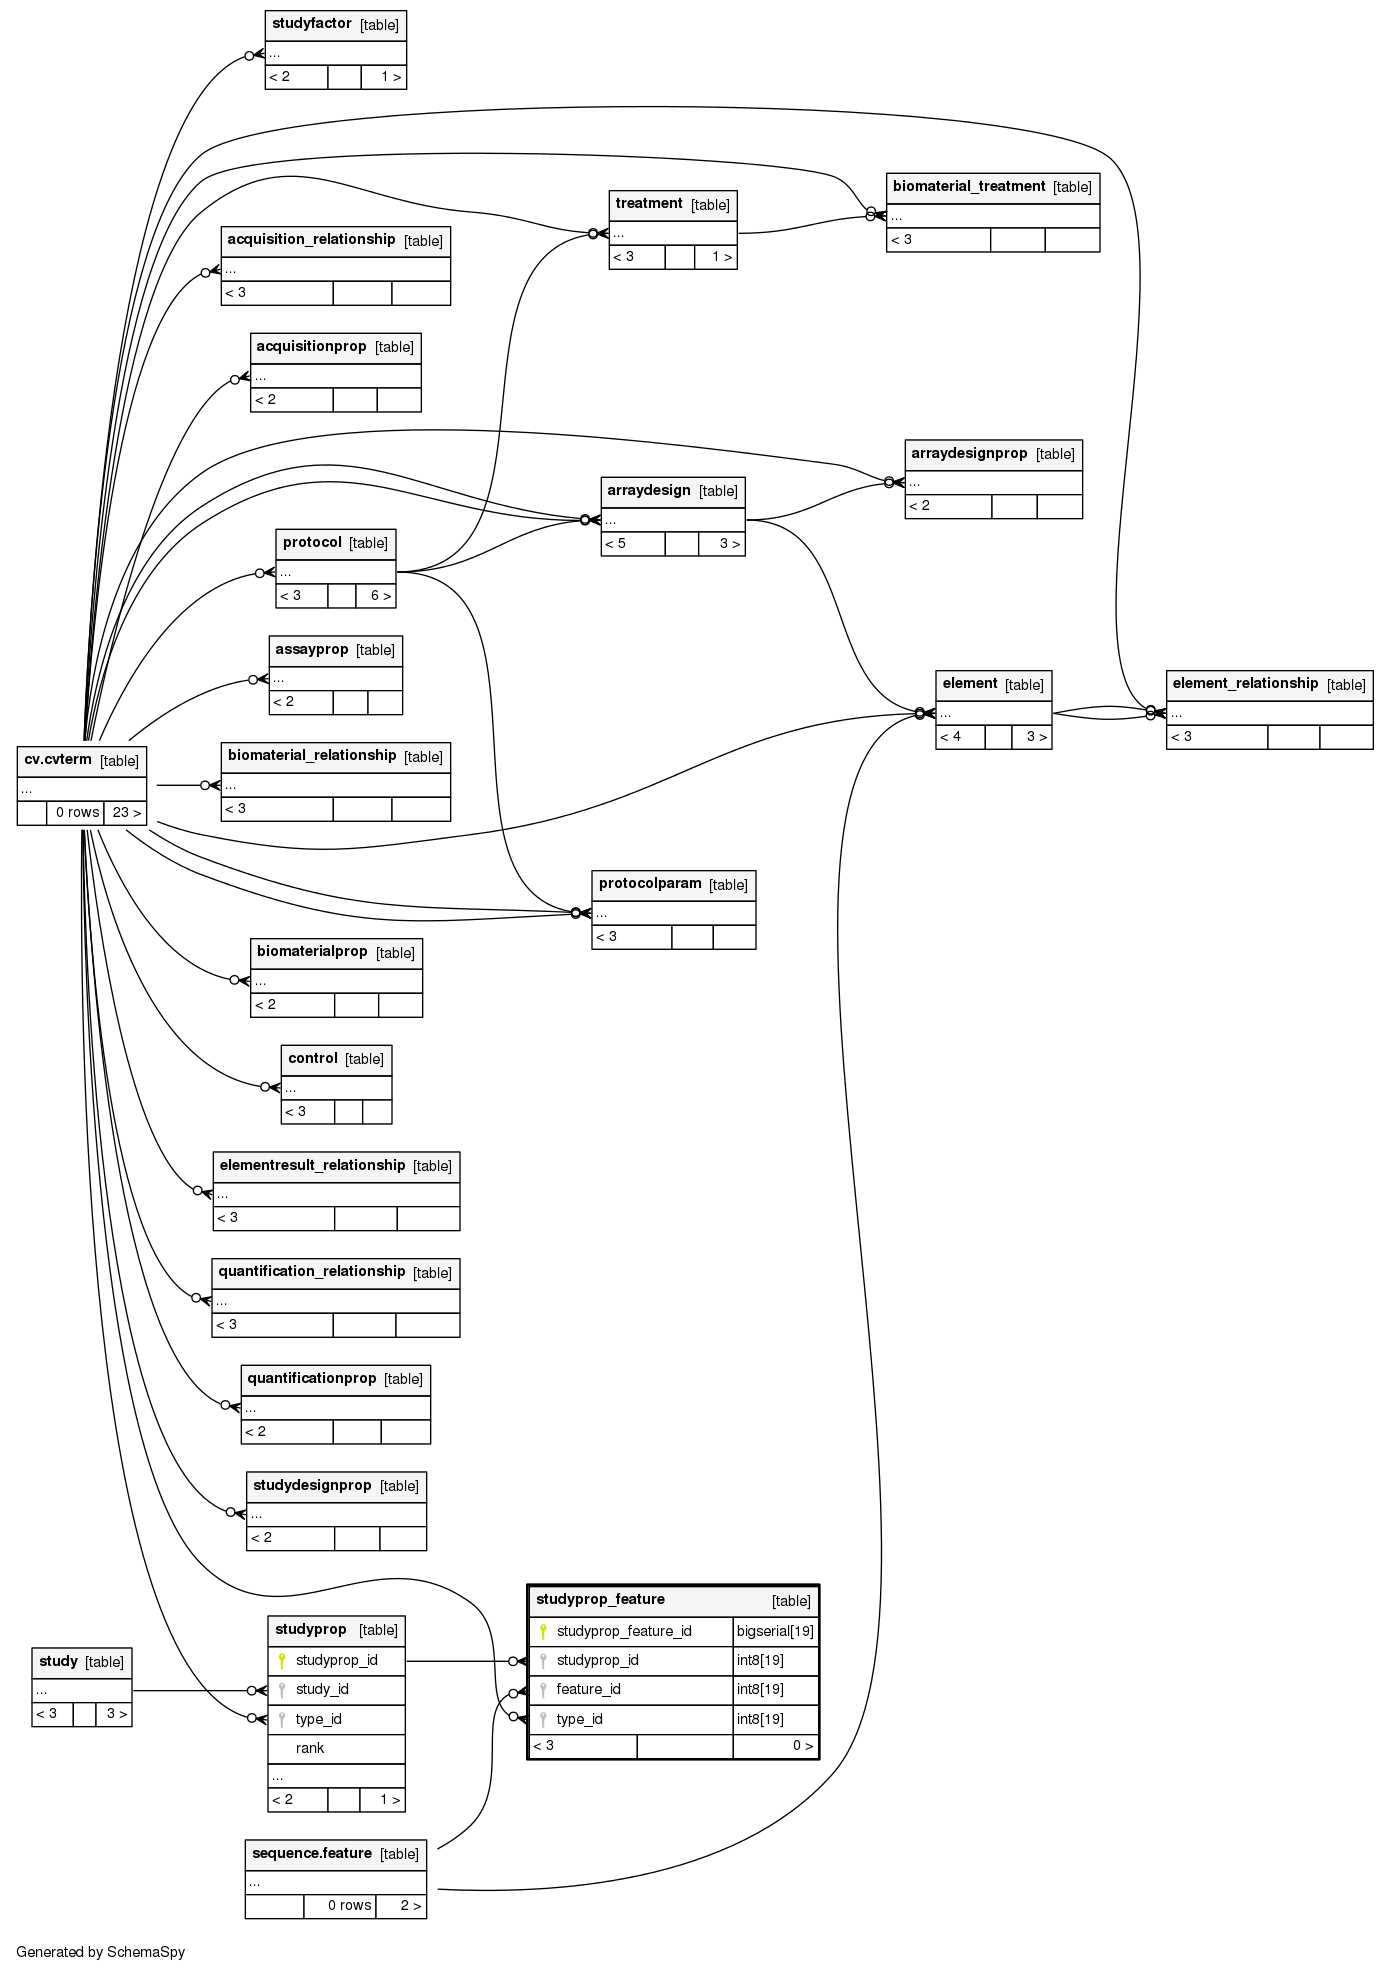 studyfactor [table]
...
< 2 1 >
biomaterial_treatment [table]
...
< 3
treatment [table]
...
< 3 1 >
acquisition_relationship [table]
...
< 3
acquisitionprop [table]
...
< 2
arraydesignprop [table]
...
< 2
arraydesign [table]
...
< 5 3 >
protocol [table]
...
< 3 6 >
assayprop [table]
...
< 2
element [table]
...
< 4 3 >
element_relationship [table]
...
< 3
cv.cvterm [table]
...
0 rows 23 >
biomaterial_relationship [table]
...
< 3
protocolparam [table]
...
< 3
biomaterialprop [table]
...
< 2
control [table]
...
< 3
elementresult_relationship [table]
...
< 3
quantification_relationship [table]
...
< 3
quantificationprop [table]
...
< 2
studydesignprop [table]
...
< 2
studyprop_feature [table]
studyprop_feature_id bigserial[19]
studyprop_id int8[19]
feature_id int8[19]
type_id int8[19]
< 3 0 >
studyprop [table]
studyprop_id
study_id
type_id
rank
...
< 2 1 >
study [table]
...
< 3 3 >
sequence.feature [table]
...
0 rows 2 >
Generated by SchemaSpy